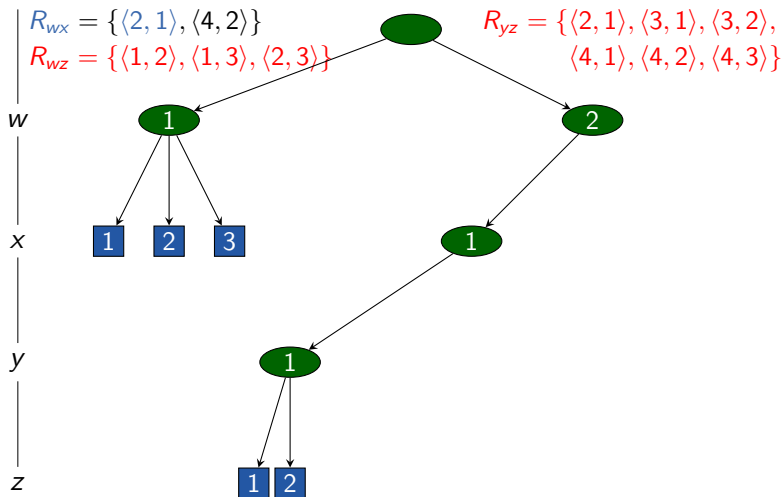 R_wx = {⟨2, 1⟩, ⟨4, 2⟩}
R_wz = {⟨1, 2⟩, ⟨1, 3⟩, ⟨2, 3⟩}
R_yz = {⟨2, 1⟩, ⟨3, 1⟩, ⟨3, 2⟩,
⟨4, 1⟩, ⟨4, 2⟩, ⟨4, 3⟩}
w 1 2
x 1 2 3 1
y 1
z 1 2